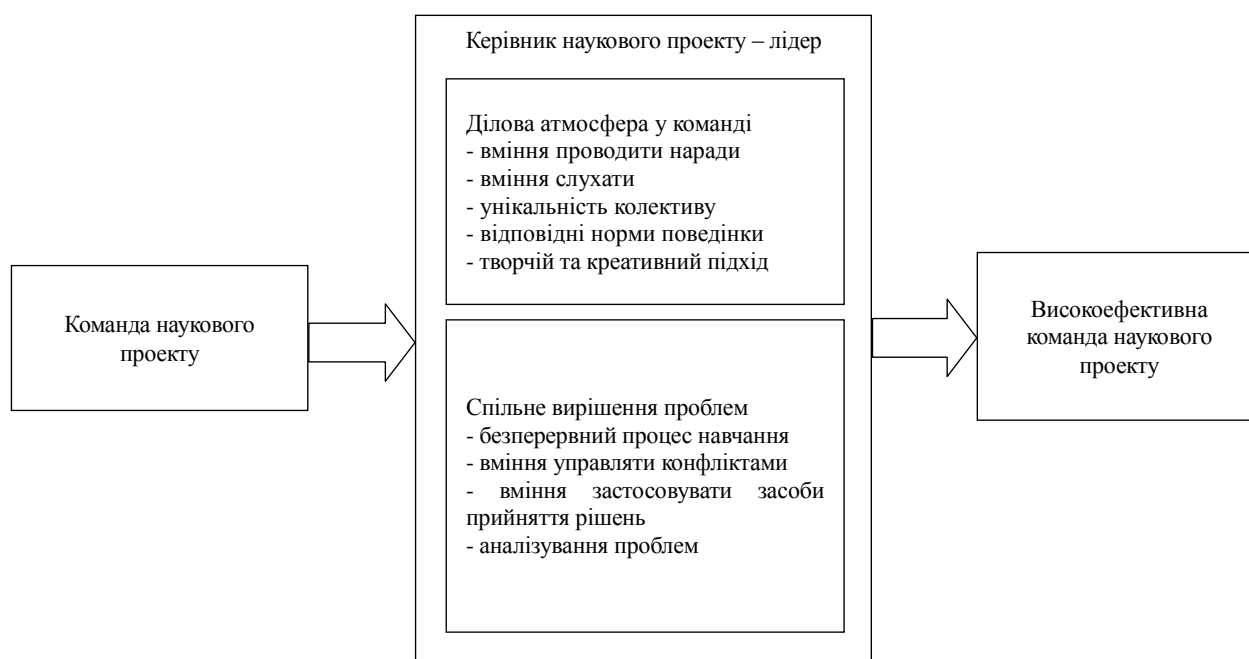 Керівник наукового проекту – лідер
Ділова атмосфера у команді
- вміння проводити наради
- вміння слухати
- унікальність колективу
- відповідні норми поведінки
- творчій та креативний підхід
Команда наукового
проекту
Спільне вирішення проблем
- безперервний процес навчання
- вміння управляти конфліктами
- вміння застосовувати засоби
прийняття рішень
- аналізування проблем
Високоефективна
команда наукового
проекту